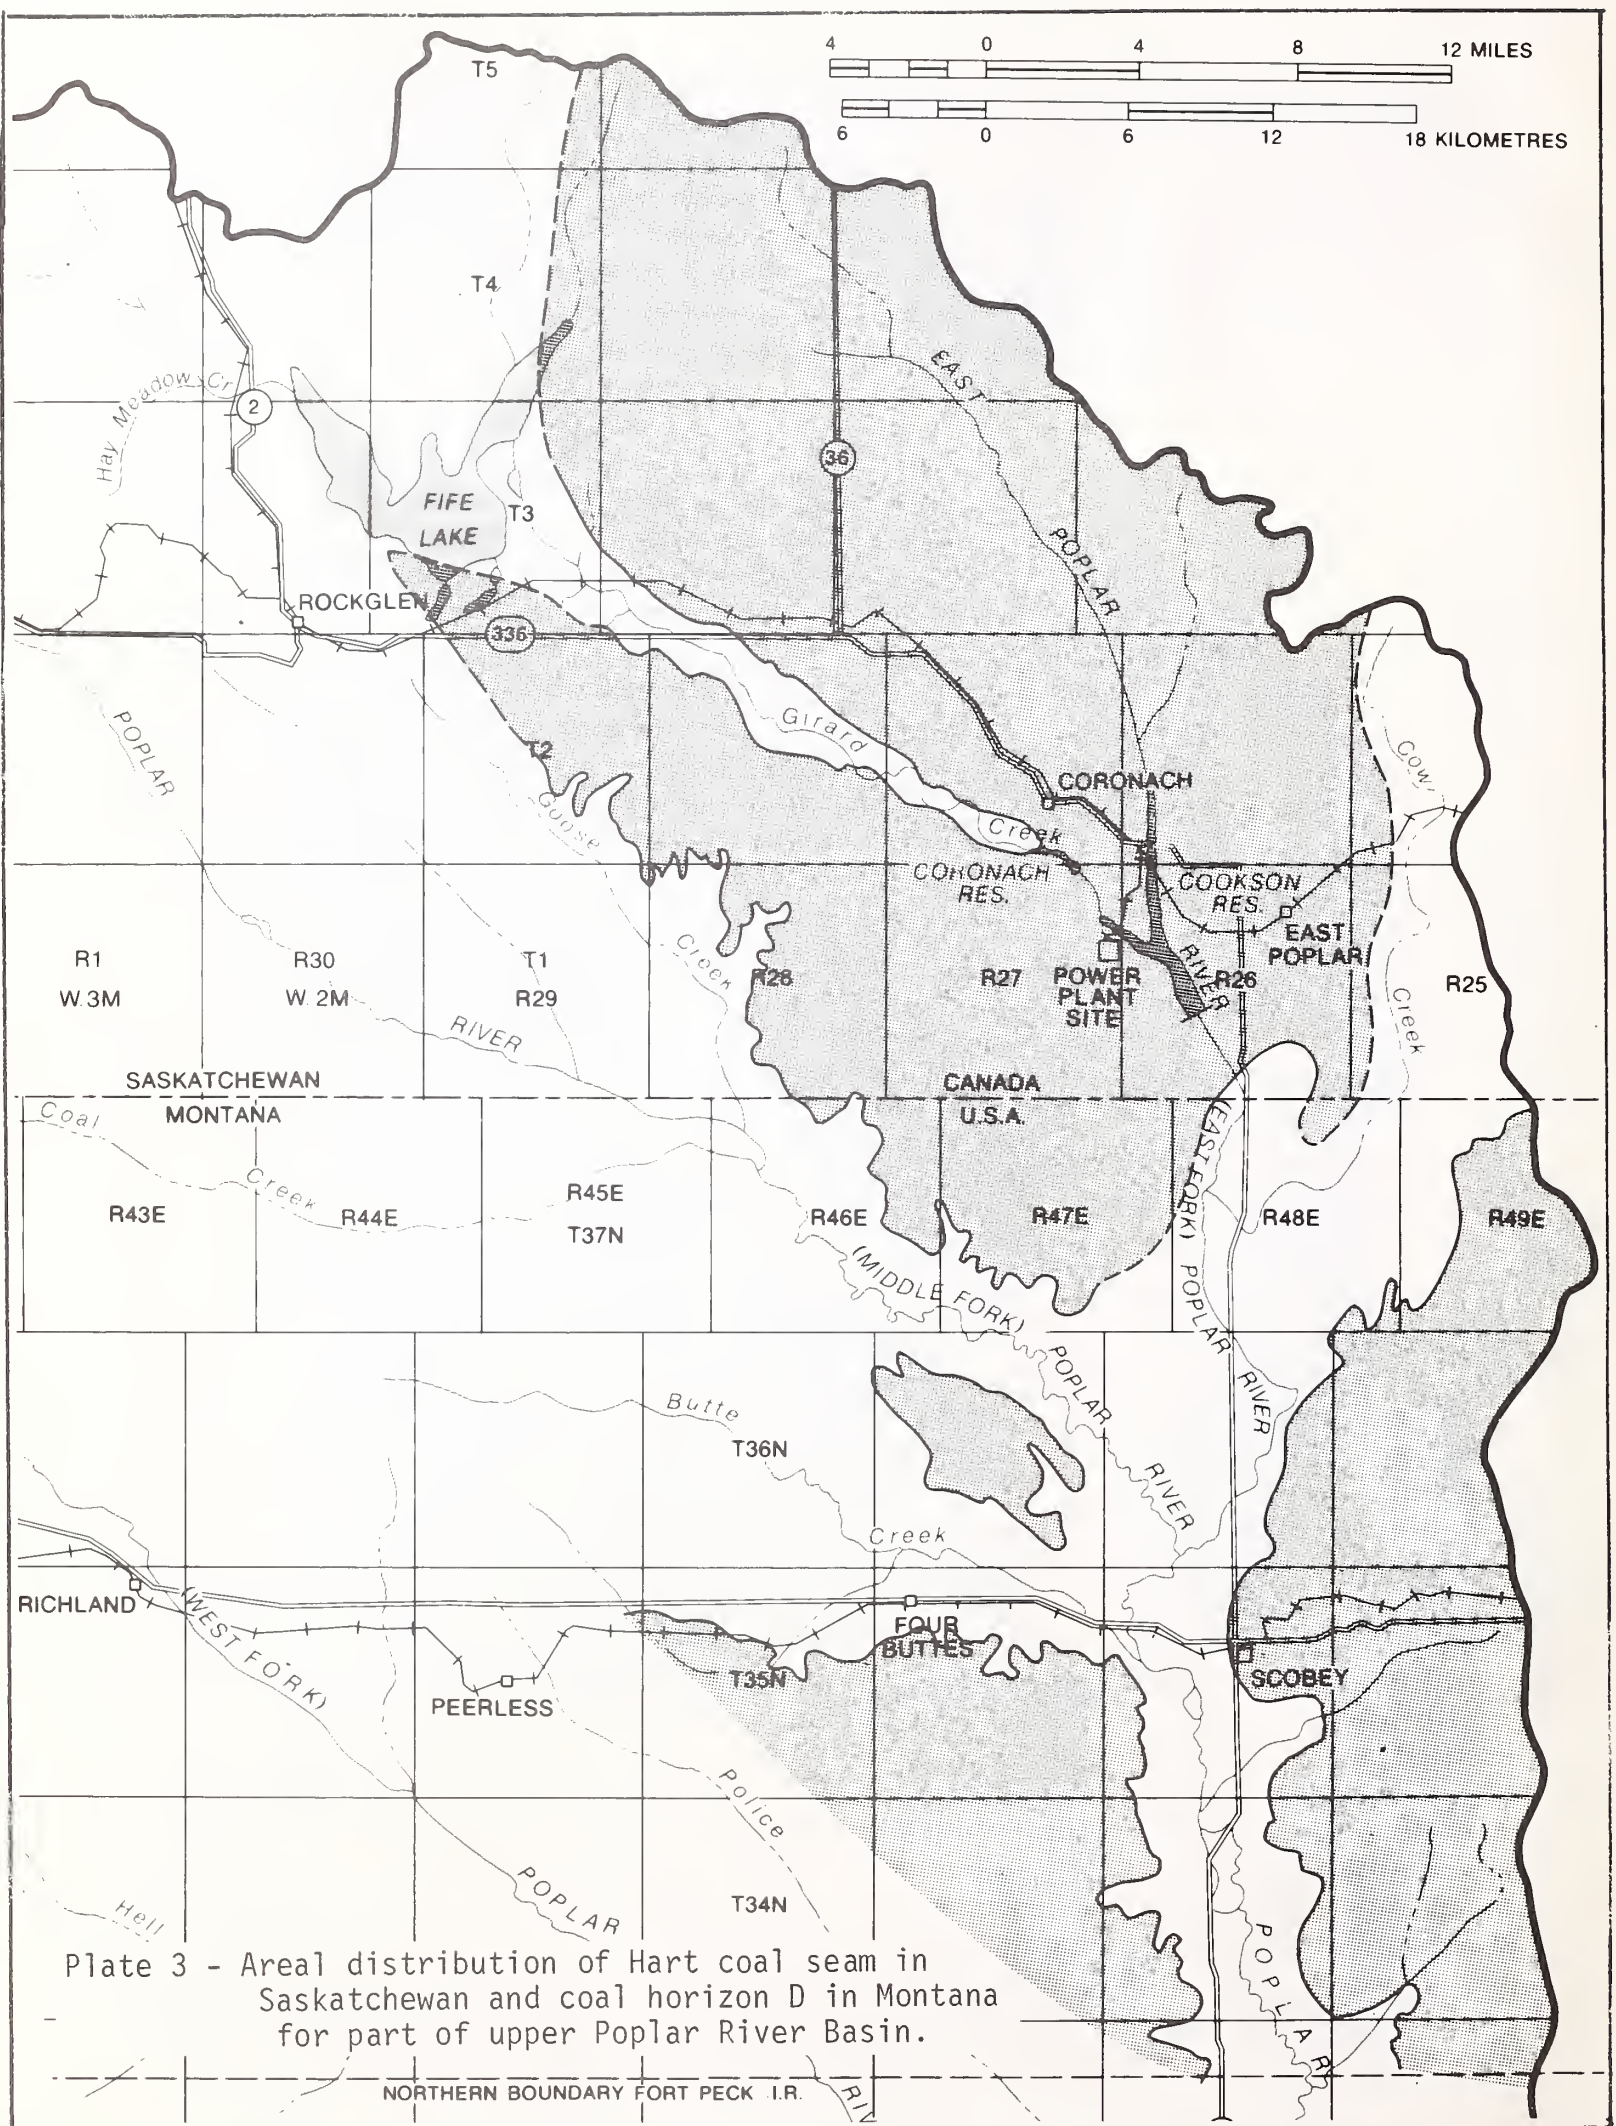 4 0 4 8 12 MILES
6 0 6 12 18 KILOMETRES
T5
T4
EAST
Hay Meadow Cr
2
36
FIFE
LAKE
T3
POPLAR
ROCKGLEN
336
POPLAR
T2
Girard
Cow
CORONACH
Goose
Creek
CORONACH
RES.
COOKSON
RES.
EAST
POPLAR
Creek
RIVER
R1
W.3M
R30
W.2M
T1
R29
R28
R27
POWER
PLANT
SITE
R26
R25
Creek
RIVER
SASKATCHEWAN
MONTANA
CANADA
U.S.A.
Coal
Creek
(EAST FORK) POPLAR
RIVER
R43E
R44E
R45E
T37N
R46E
R47E
R48E
R49E
(MIDDLE FORK)
POPLAR
RIVER
Butte
T36N
Creek
RICHLAND
(WEST FORK)
FOUR
BUTTES
T35N
SCOBEY
PEERLESS
Police
POPLAR
T34N
POPLAR
Hell
Plate 3 - Areal distribution of Hart coal seam in
Saskatchewan and coal horizon D in Montana
for part of upper Poplar River Basin.
NORTHERN BOUNDARY FORT PECK I.R.
RIV